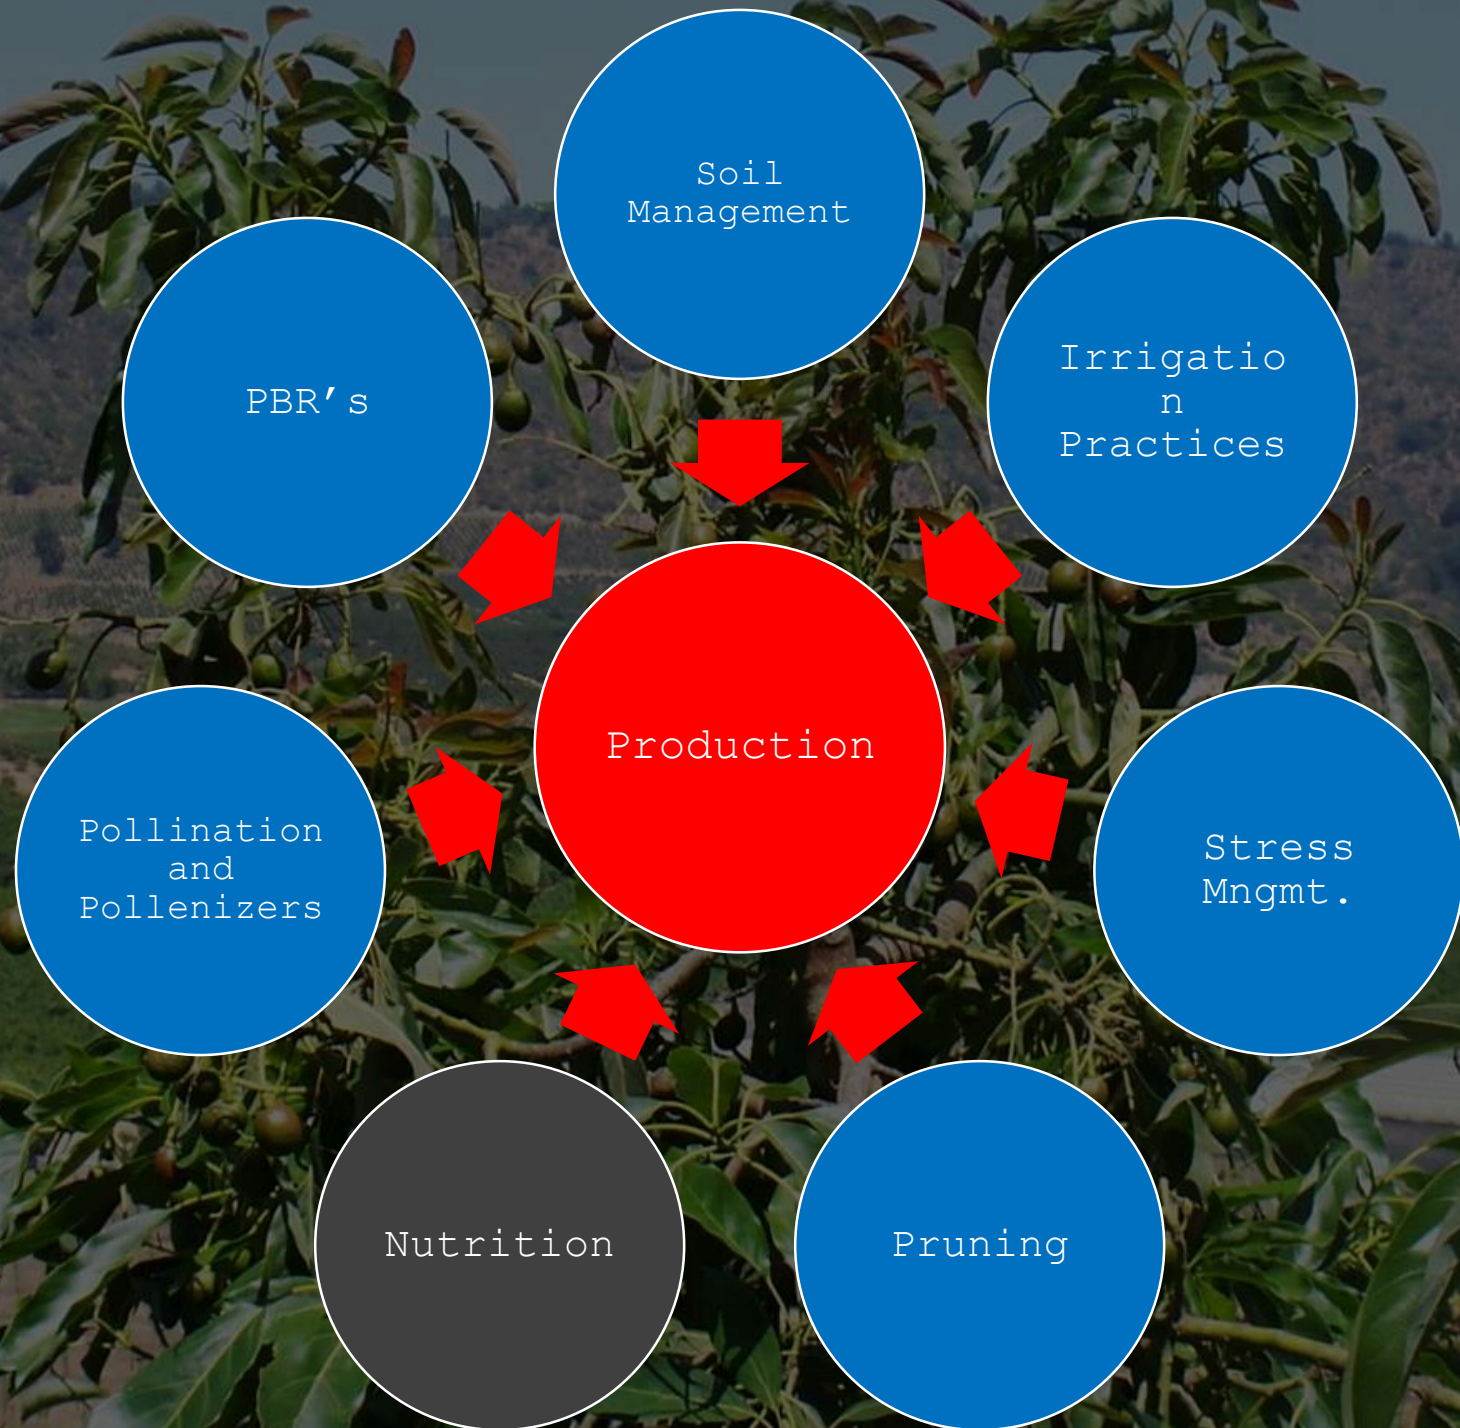 Soil
Management
PBR’s
Irrigatio
n
Practices
Production
Pollination
and
Pollenizers
Stress
Mngmt.
Nutrition
Pruning